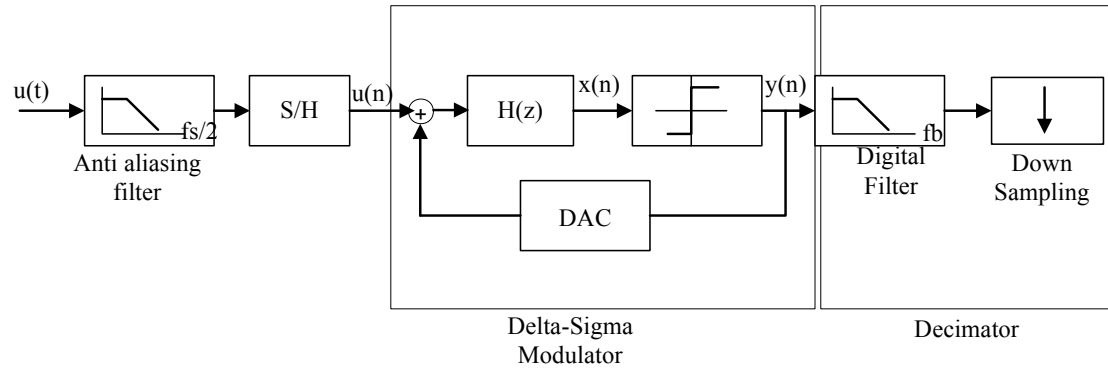 u(t)
fs/2
Anti aliasing
filter
S/H
u(n)
+
H(z)
x(n)
y(n)
DAC
Delta-Sigma
Modulator
fb
Digital
Filter
Down
Sampling
Decimator